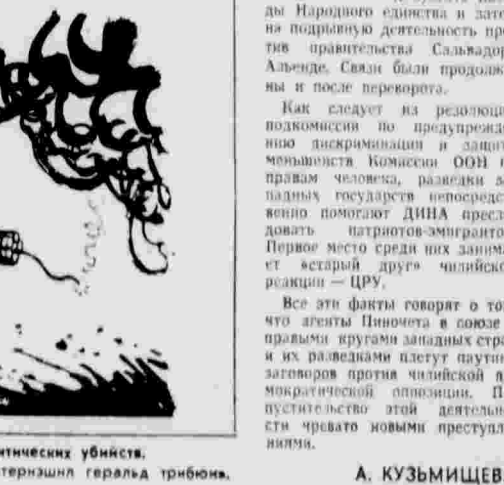 ды Народного единства и зате
на подрывную деятельность про
тив правительства Сальвадор
Альенде. Связи были продолж
ны и после переворота.
Как следует из резолюци
подкомиссии по предупрежд
нию дискриминации и защит
меньшинств Комиссии ООН п
правам человека, разведки за
падных государств непосредс
венно помогают ДИНА пресл
довать патриотов-эмигранто
Первое место среди них занима
ет «старый друг» чилийско
реакции — ЦРУ.
Все эти факты говорят о то
что агенты Пиночета в союзе
правыми кругами западных стра
и их разведками плетут паутин
заговоров против чилийской
мократической оппозиции. П
пустительство этой деятельн
сти чревато новыми преступл
ниями.
А. КУЗЬМИЩЕВ
итических убийств.
тернэшнл геральд трибюн».